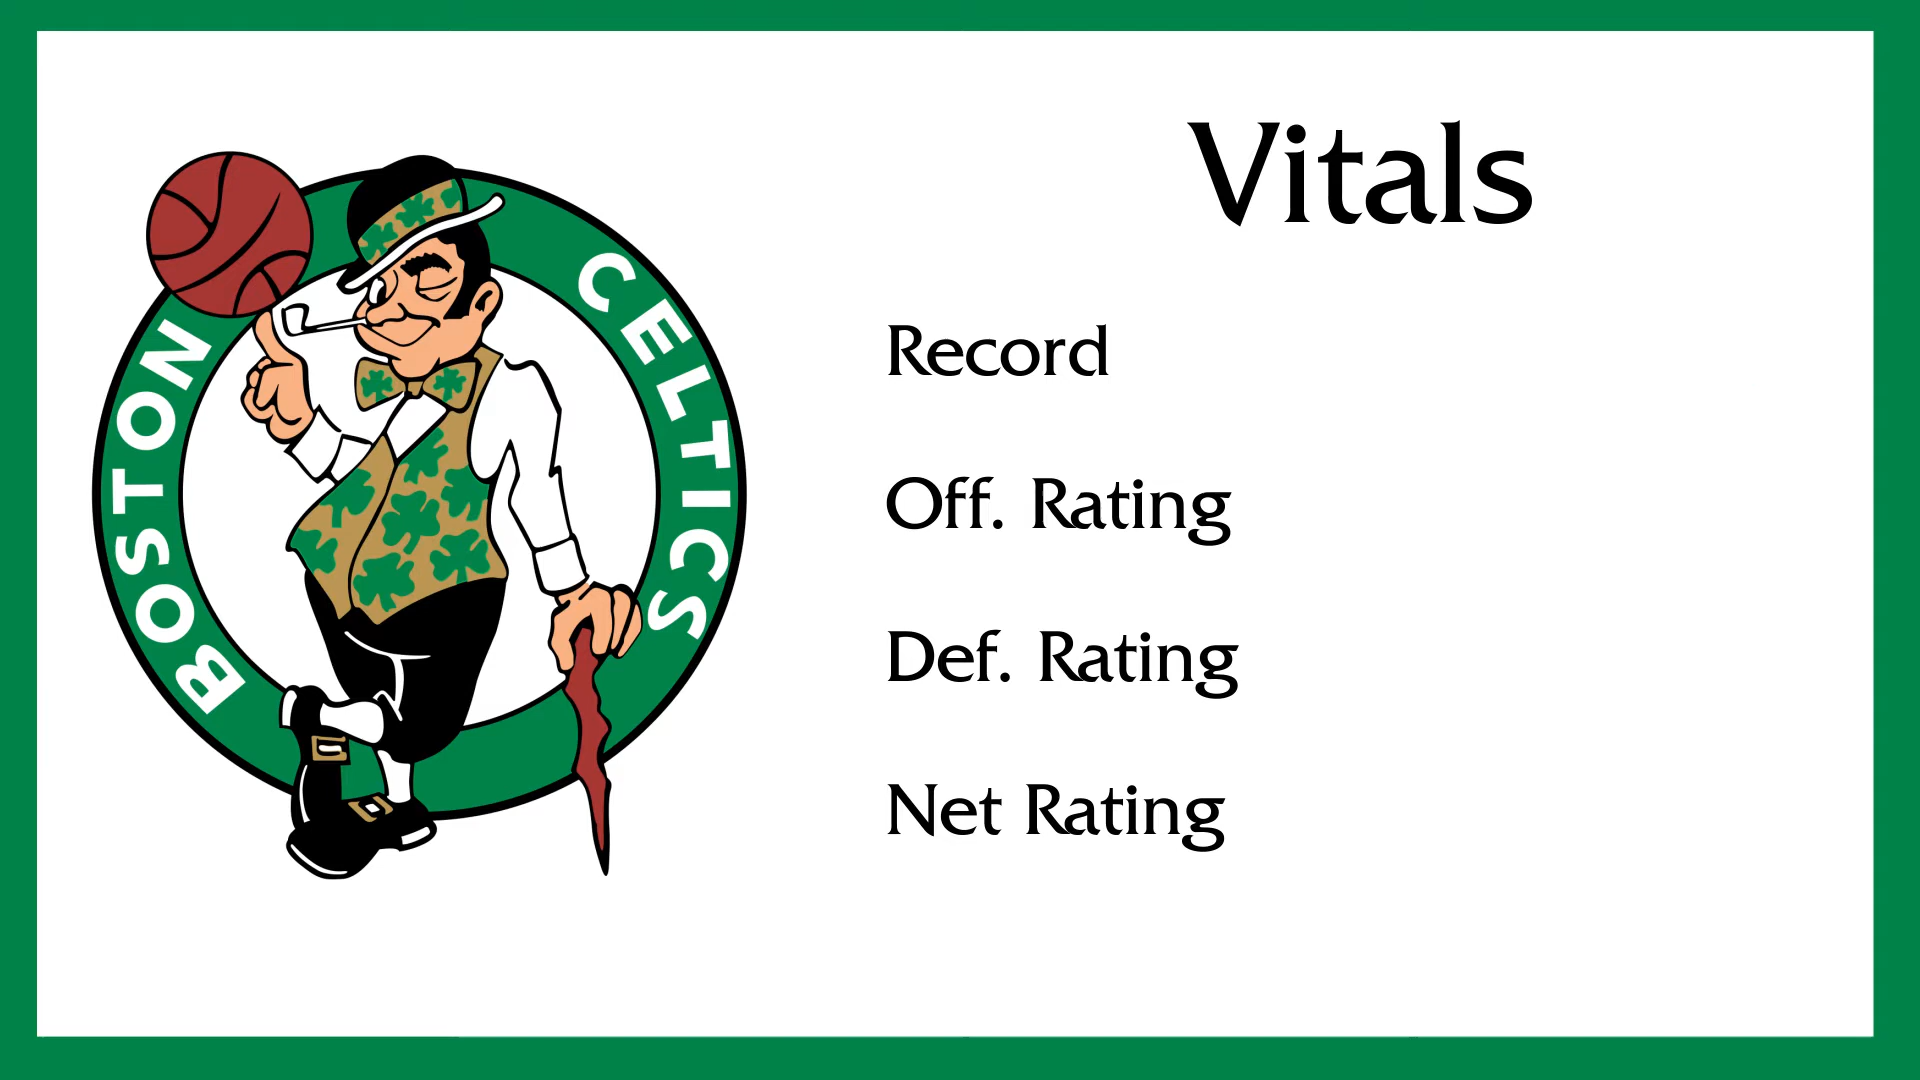 BOSTON CELTICS
Vitals
Record
Off. Rating
Def. Rating
Net Rating